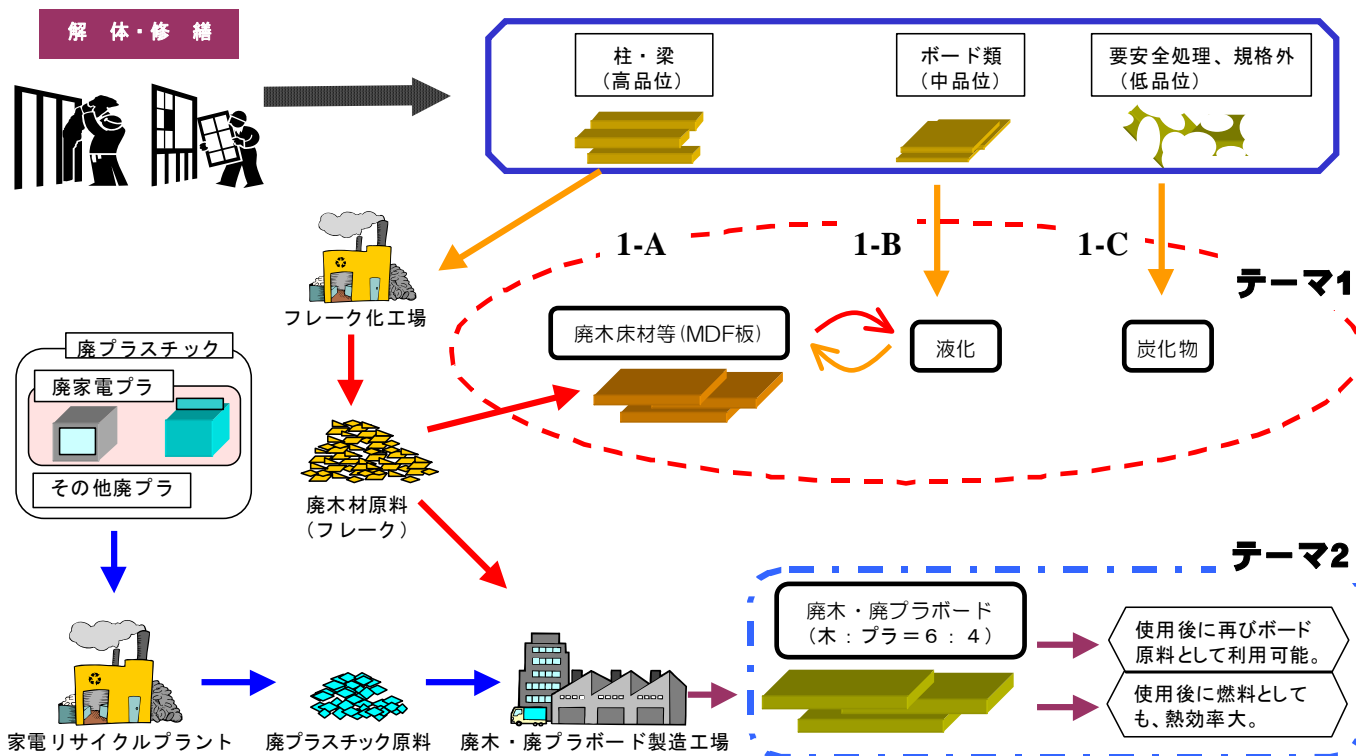 解 体・修 繕
柱・梁
(高品位)
ボード類
(中品位)
要安全処理、規格外
(低品位)
1-A
1-B
1-C
テーマ1
フレーク化工場
廃木床材等(MDF板)
液化
炭化物
廃プラスチック
廃家電プラ
その他廃プラ
廃木材原料
(フレーク)
テーマ2
廃木・廃プラボード
(木:プラ=6:4)
使用後に再びボード
原料として利用可能。
使用後に燃料として
も、熱効率大。
家電リサイクルプラント
廃プラスチック原料
廃木・廃プラボード製造工場